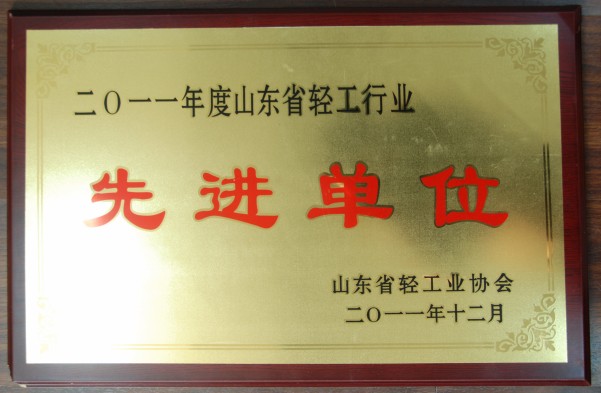 二〇一一年度山东省轻工行业
先进单位
山东省轻工业协会
二〇一一年十二月